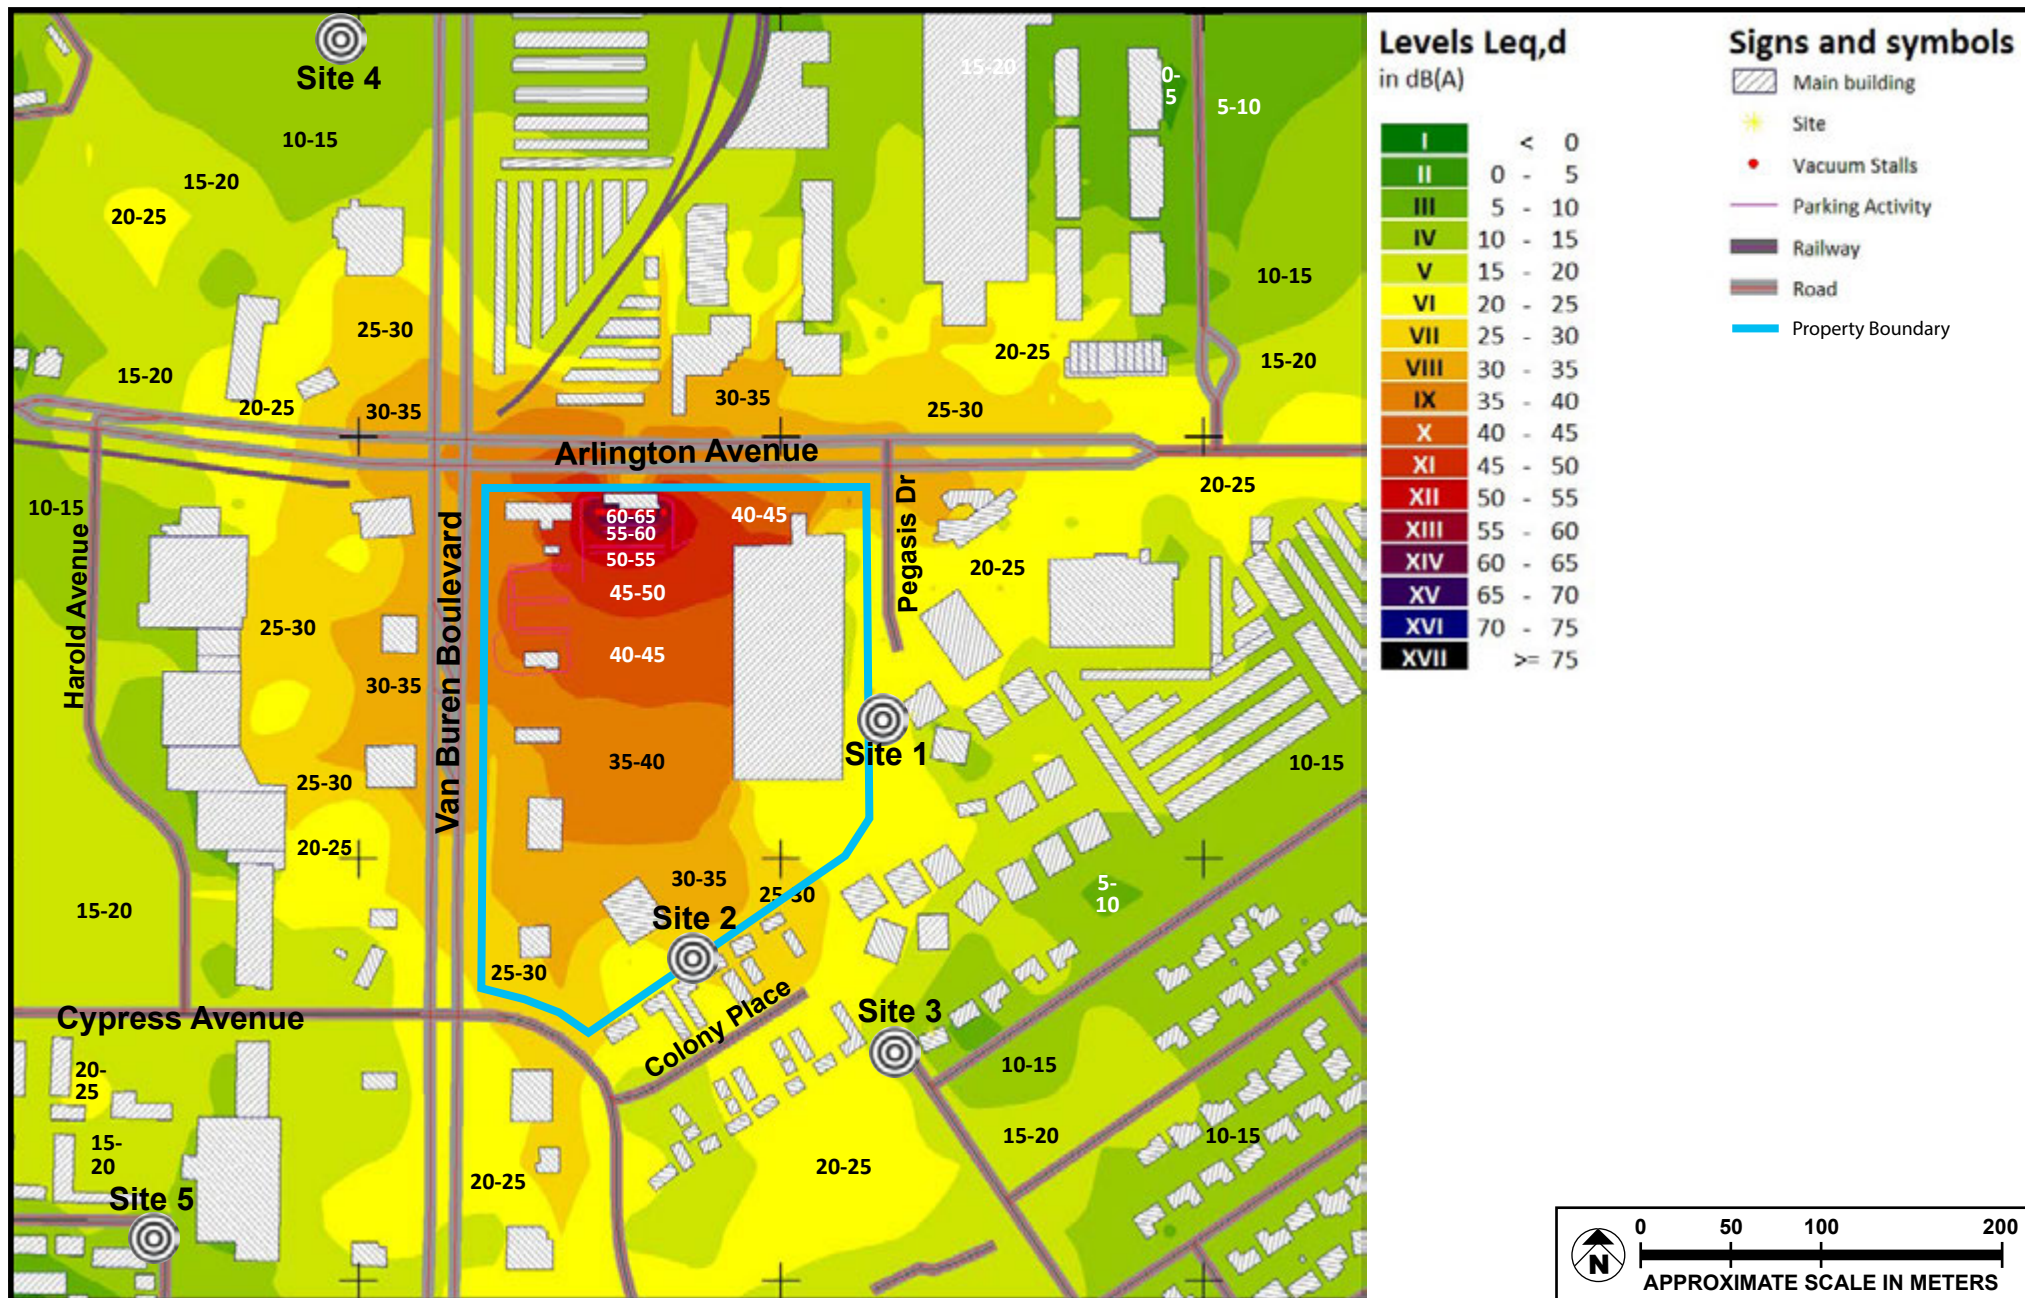 Site 4
10-15
15-20
20-25
15-20
0-
5
5-10
10-15
25-30
15-20
20-25
30-35
30-35
25-30
20-25
15-20
Arlington Avenue
20-25
10-15
Harold Avenue
Van Buren Boulevard
Pegasis Dr
60-65
55-60
50-55
45-50
40-45
40-45
20-25
25-30
30-35
35-40
Site 1
10-15
25-30
20-25
15-20
30-35
25-30
5-
10
Site 2
25-30
Cypress Avenue
Colony Place
Site 3
10-15
20-
25
15-
20
15-20
10-15
20-25
20-25
Site 5
Levels Leq,d
in dB(A)
I < 0
II 0 - 5
III 5 - 10
IV 10 - 15
V 15 - 20
VI 20 - 25
VII 25 - 30
VIII 30 - 35
IX 35 - 40
X 40 - 45
XI 45 - 50
XII 50 - 55
XIII 55 - 60
XIV 60 - 65
XV 65 - 70
XVI 70 - 75
XVII >= 75
Signs and symbols
Main building
Site
Vacuum Stalls
Parking Activity
Railway
Road
Property Boundary
N
0 50 100 200
APPROXIMATE SCALE IN METERS